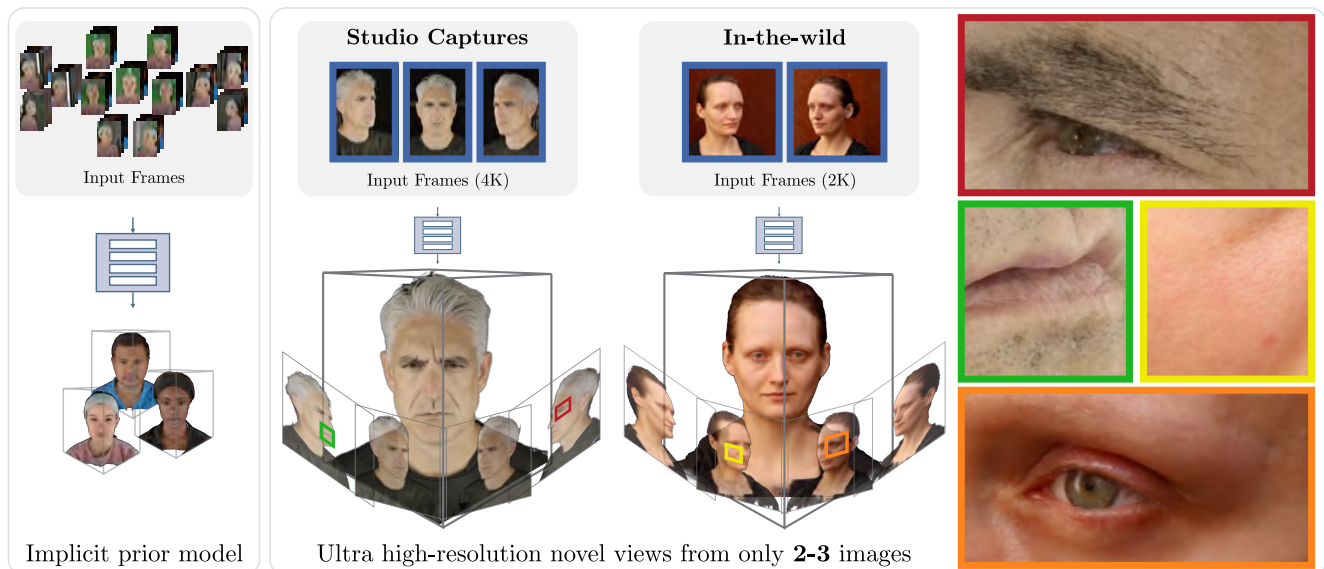 Input Frames
Implicit prior model
Studio Captures
Input Frames (4K)
In-the-wild
Input Frames (2K)
Ultra high-resolution novel views from only 2-3 images